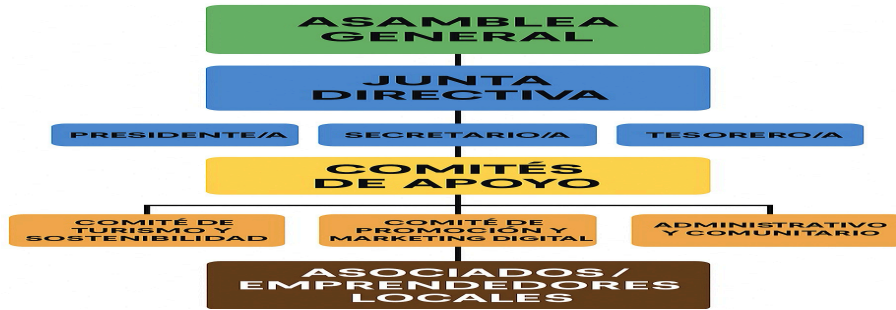 ASAMBLEA
GENERAL
JUNTA
DIRECTIVA
PRESIDENTE/A
SECRETARIO/A
TESORERO/A
COMITÉS
DE APOYO
COMITÉ DE
TURISMO Y
SOSTENIBILIDAD
COMITÉ DE
PROMOCIÓN Y
MARKETING DIGITAL
ADMINISTRATIVO
Y COMUNITARIO
ASOCIADOS/
EMPRENDEDORES
LOCALES